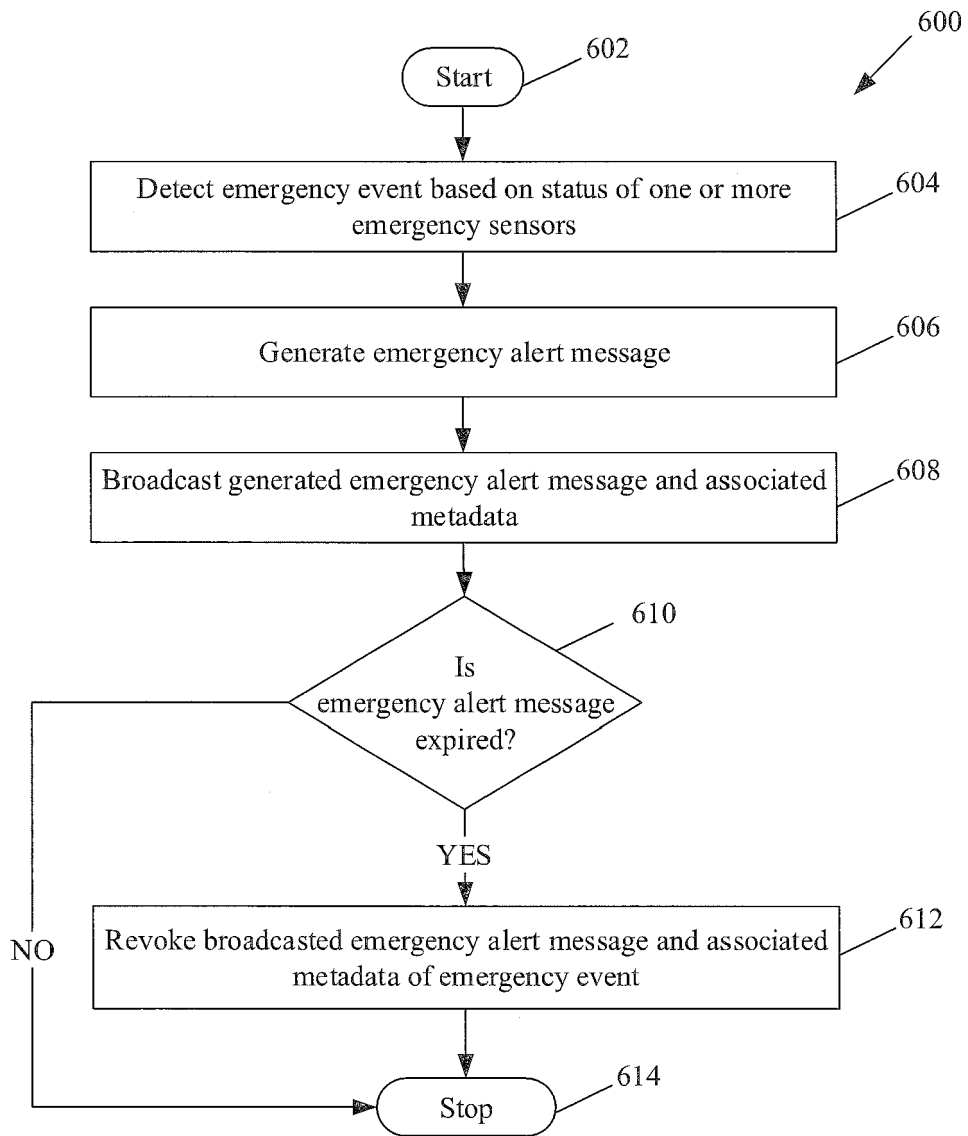 600
602
Start
Detect emergency event based on status of one or more
emergency sensors
604
Generate emergency alert message
606
Broadcast generated emergency alert message and associated
metadata
608
610
Is
emergency alert message
expired?
YES
NO
Revoke broadcasted emergency alert message and associated
metadata of emergency event
612
Stop
614